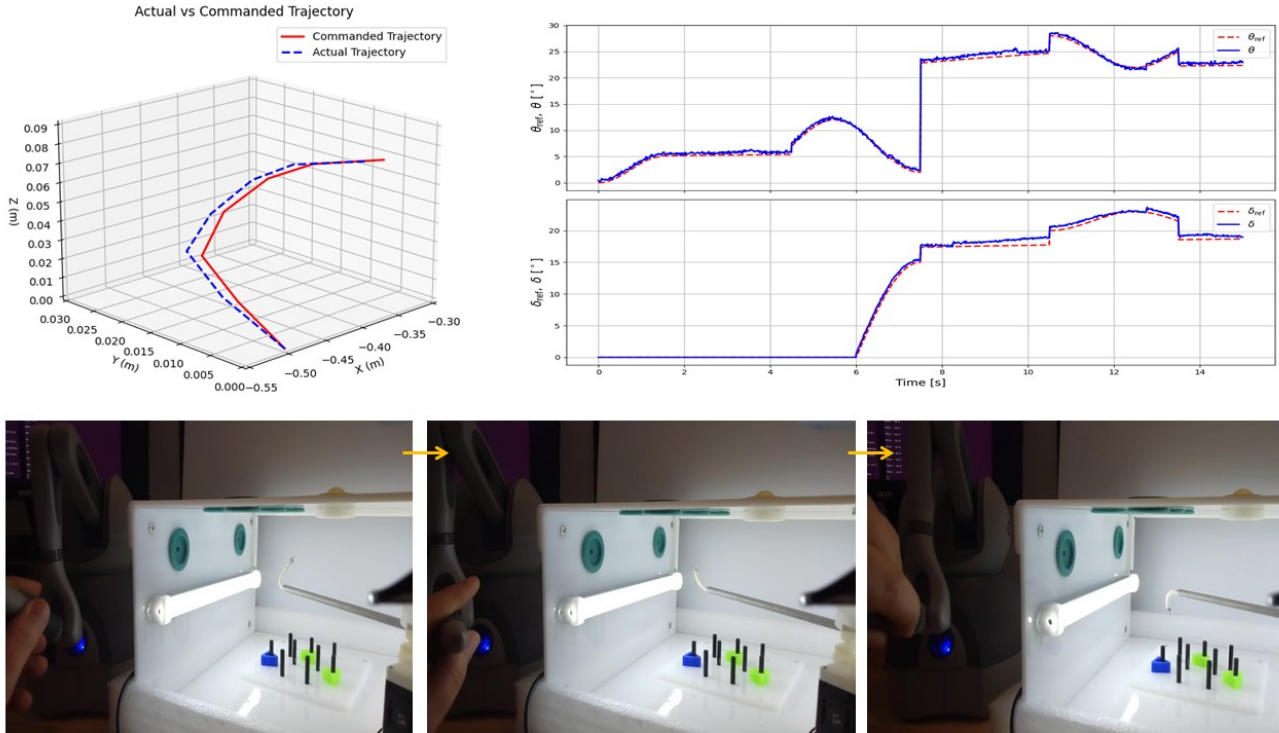 Actual vs Commanded Trajectory
Commanded Trajectory
Actual Trajectory
0.09
0.08
0.07
0.06
0.05
0.04
0.03
0.02
0.01
0.00
Z (m)
0.030
0.025
0.020
0.015
0.010
0.005
0.000
Y (m)
−0.55
−0.50
−0.45
−0.40
−0.35
−0.30
X (m)
30
25
20
15
10
5
0
θref, θ [°]
θref
θ
20
15
10
5
0
δref, δ [°]
δref
δ
0 2 4 6 8 10 12 14
Time [s]
acer